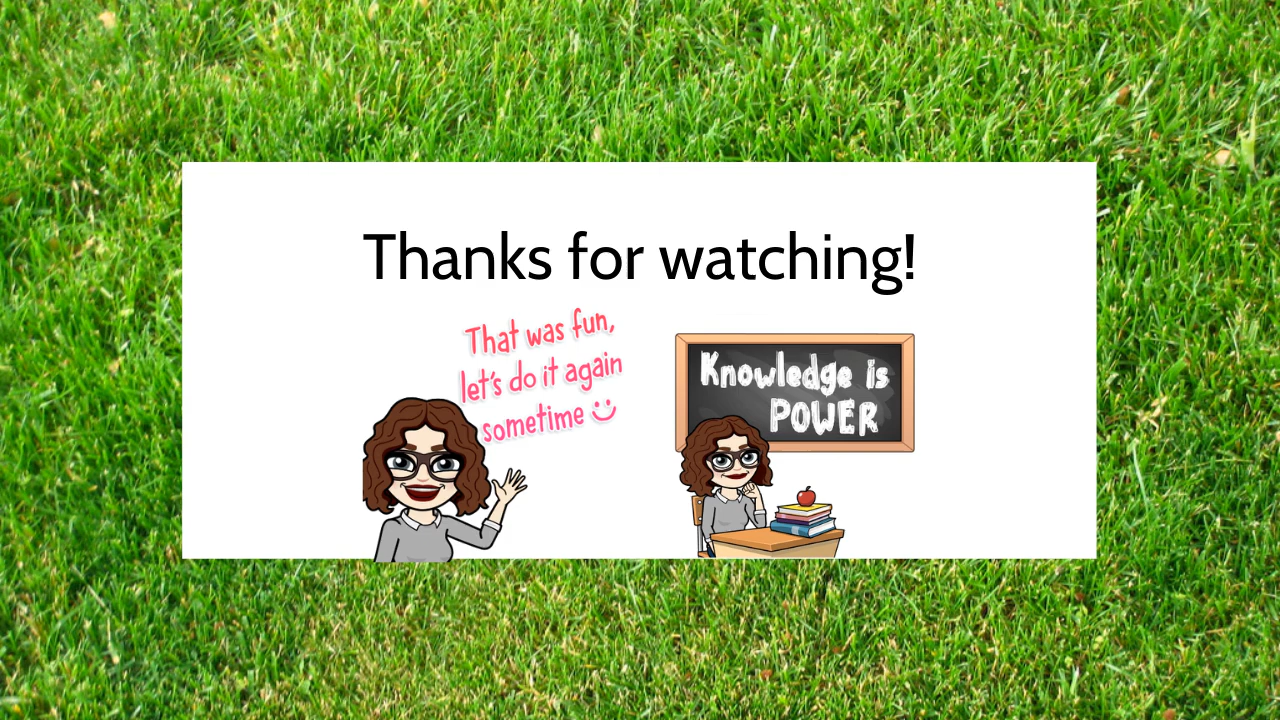 Thanks for watching!
That was fun,
let's do it again
sometime
Knowledge is
POWER